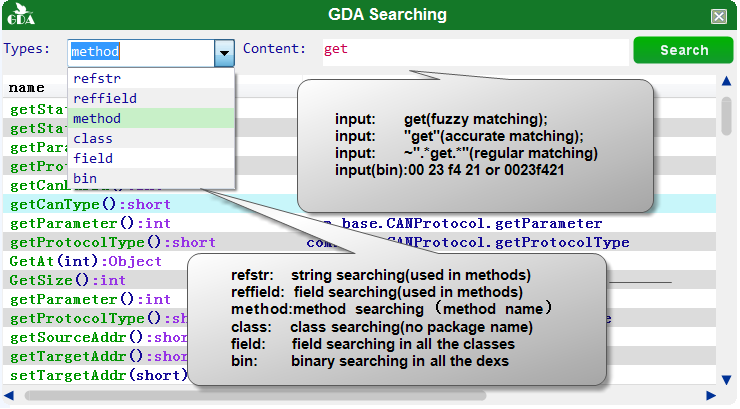 GDA
GDA Searching
Types: method Content: get Search
refstr
reffield
method
class
field
bin
name
getStat
getStat
getPara
getProt
getCanType():short
getParameter():int base.CANProtocol.getParameter
getProtocolType():short com base.CANProtocol.getProtocolType
GetAt(int):Object
GetSize():int
getParameter():int
getProtocolType():sh
getSourceAddr():shor
getTargetAddr():shor
setTargetAddr(short)
input: get(fuzzy matching);
input: "get"(accurate matching);
input: ~".*get.*"(regular matching)
input(bin):00 23 f4 21 or 0023f421
refstr: string searching(used in methods)
reffield: field searching(used in methods)
method:method searching (method name)
class: class searching(no package name)
field: field searching in all the classes
bin: binary searching in all the dexs